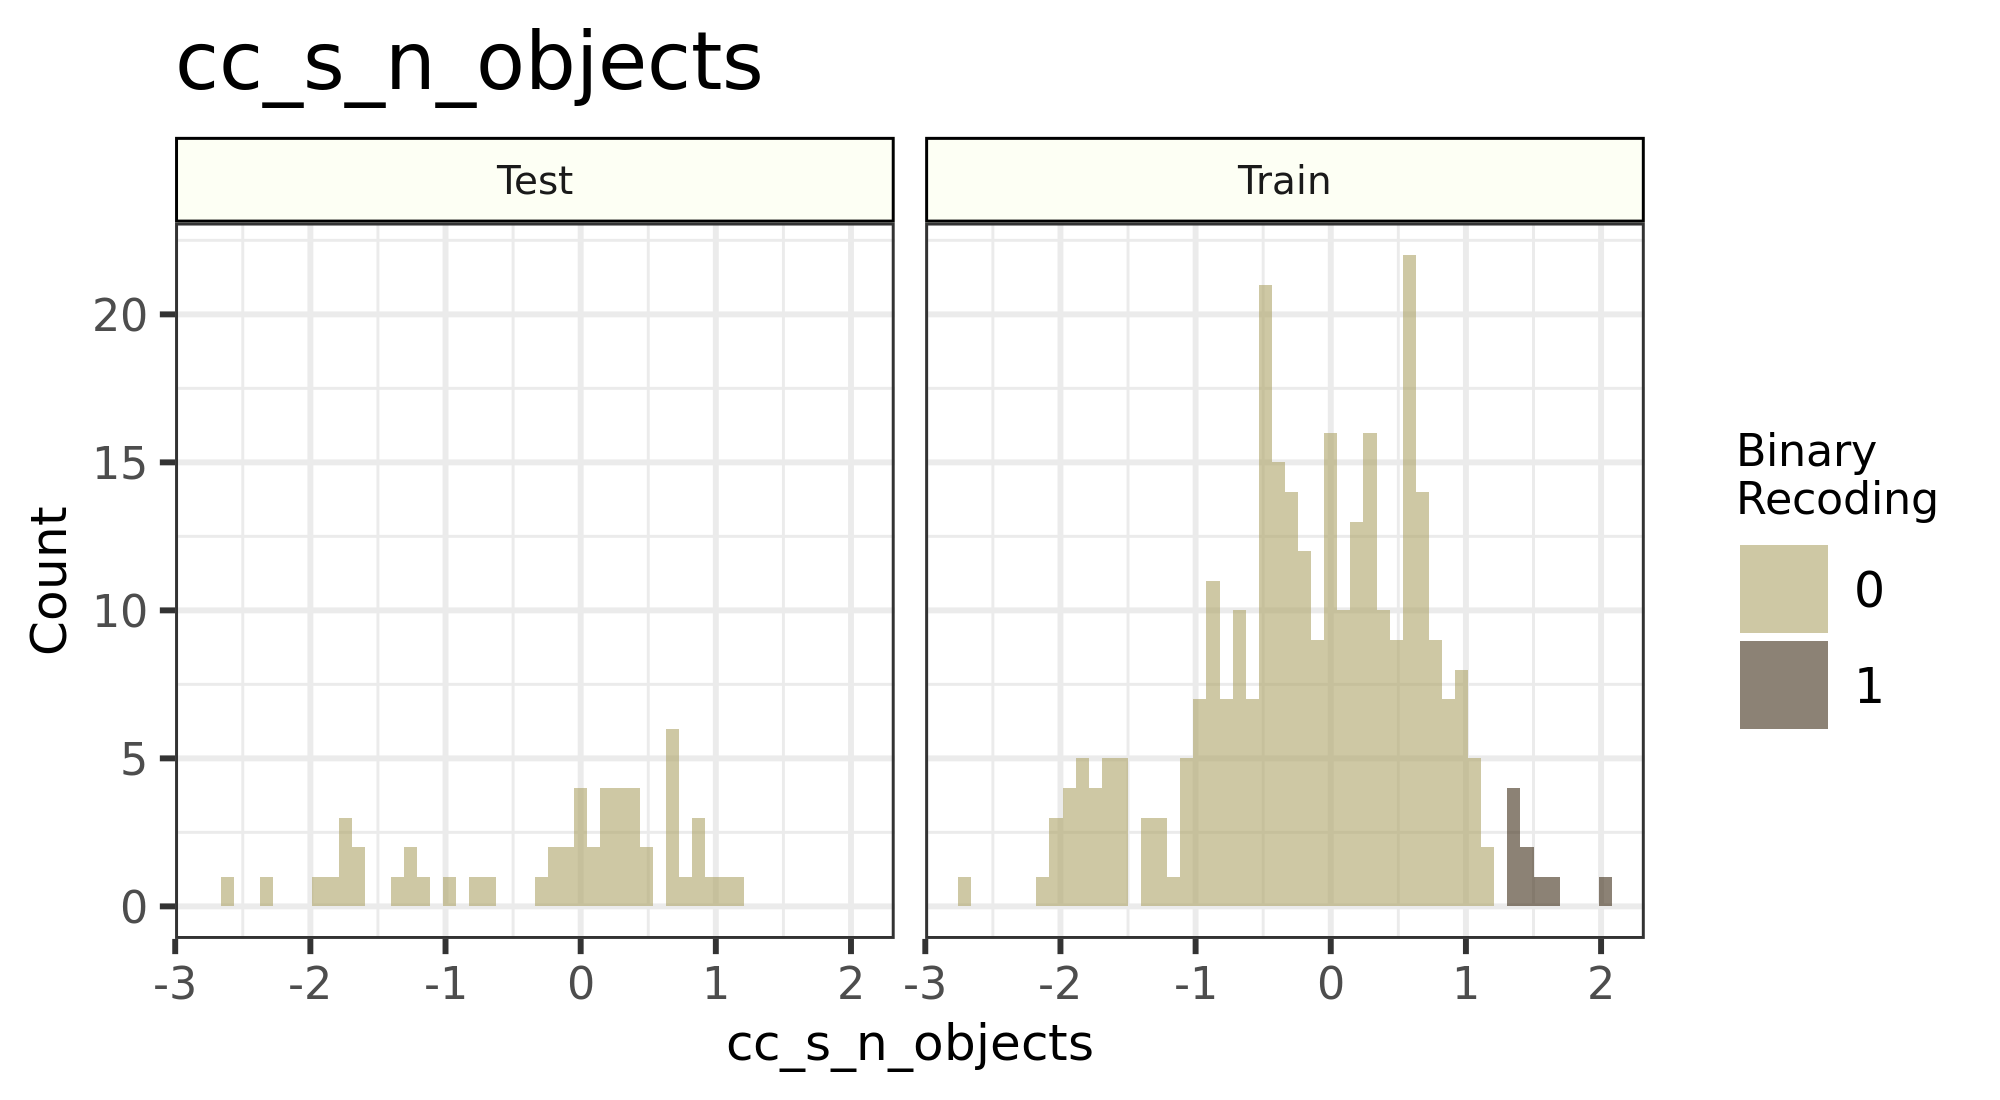 cc_s_n_objects
Test
Train
Count
20
15
10
5
0
-3 -2 -1 0 1 2
-3 -2 -1 0 1 2
cc_s_n_objects
Binary
Recoding
0
1